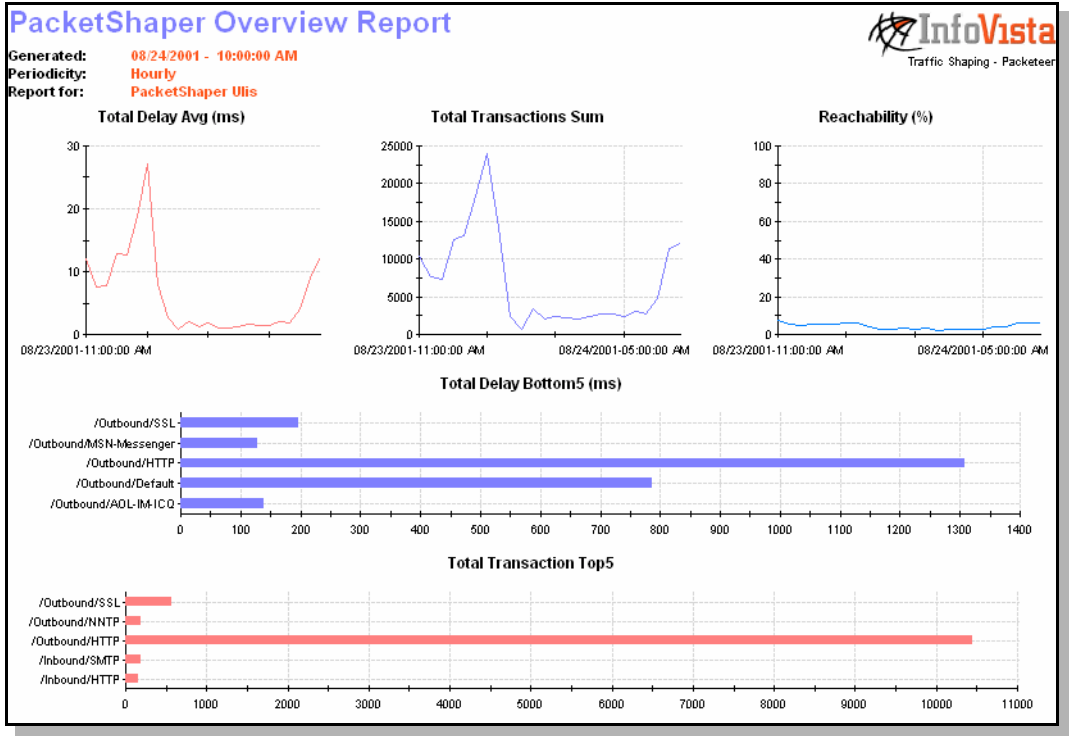 PacketShaper Overview Report
InfoVista
Traffic Shaping - Packeteer
Generated: 08/24/2001 - 10:00:00 AM
Periodicity: Hourly
Report for: PacketShaper Ulis
Total Delay Avg (ms)
30
20
10
0
08/23/2001-11:00:00 AM
Total Transactions Sum
25000
20000
15000
10000
5000
0
08/23/2001-11:00:00 AM 08/24/2001-05:00:00 AM
Reachability (%)
100
80
60
40
20
0
08/23/2001-11:00:00 AM 08/24/2001-05:00:00 AM
Total Delay Bottom5 (ms)
/Outbound/SSL
/Outbound/MSN-Messenger
/Outbound/HTTP
/Outbound/Default
/Outbound/AOL-IM-ICQ
0 100 200 300 400 500 600 700 800 900 1000 1100 1200 1300 1400
Total Transaction Top5
/Outbound/SSL
/Outbound/NNTP
/Outbound/HTTP
/Inbound/SMTP
/Inbound/HTTP
0 1000 2000 3000 4000 5000 6000 7000 8000 9000 10000 11000